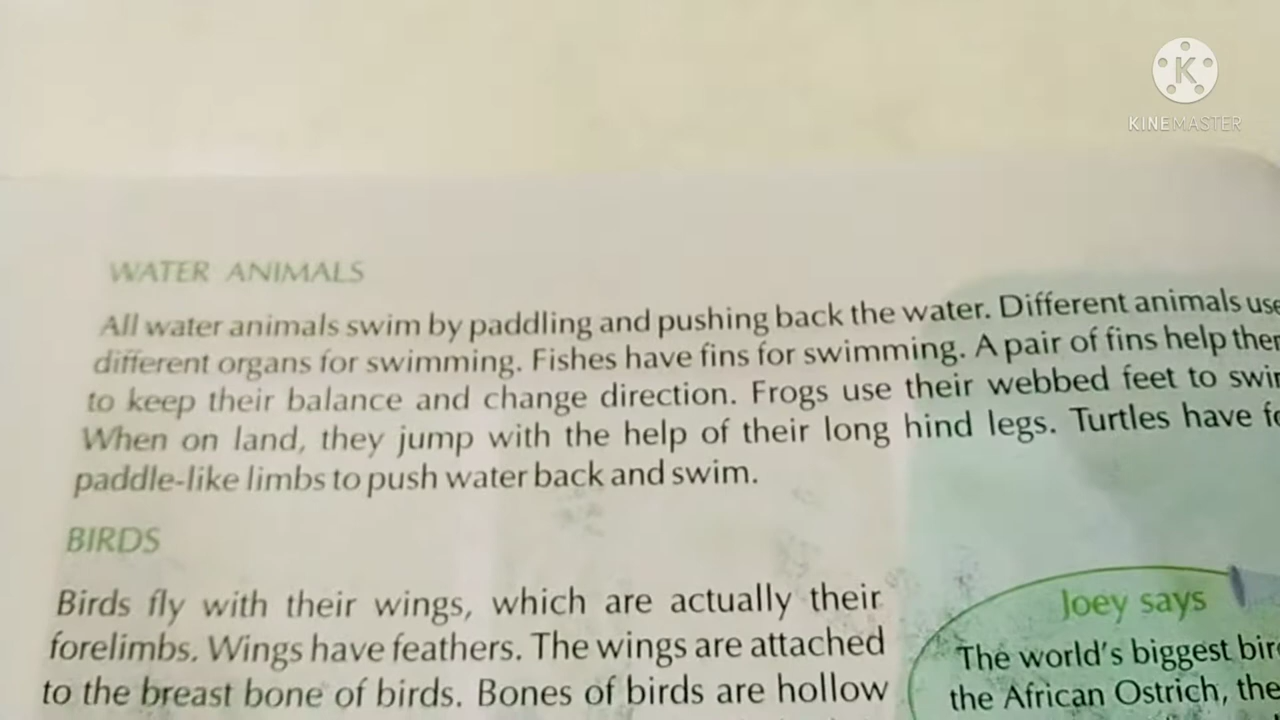 KINEMASTER
WATER ANIMALS
All water animals swim by paddling and pushing back the water. Different animals use
different organs for swimming. Fishes have fins for swimming. A pair of fins help
to keep their balance and change direction. Frogs use their webbed feet to
When on land, they jump with the help of their long hind legs. Turtles have
paddle-like limbs to push water back and swim.
BIRDS
Birds fly with their wings, which are actually their
forelimbs. Wings have feathers. The wings are attached
to the breast bone of birds. Bones of birds are hollow
Joey says
The world's biggest
the African Ostrich, the